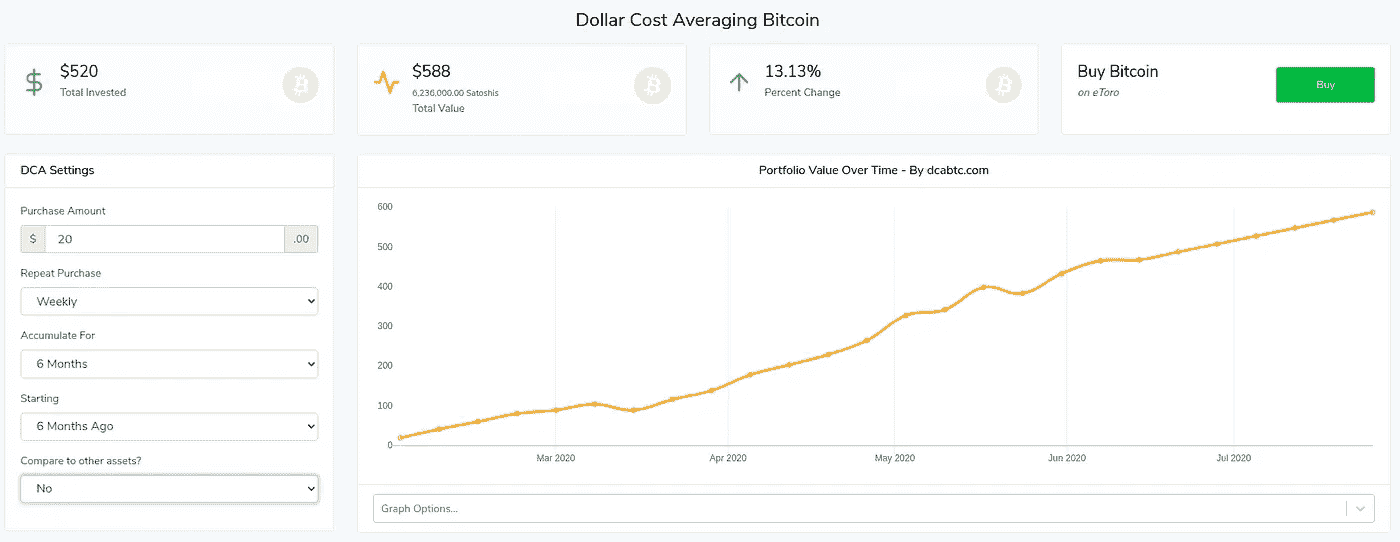 Dollar Cost Averaging Bitcoin
$520
Total Invested
$588
6,236,000.00 Satoshis
Total Value
13.13%
Percent Change
Buy Bitcoin
on eToro
Buy
DCA Settings
Purchase Amount
$ 20 .00
Repeat Purchase
Weekly
Accumulate For
6 Months
Starting
6 Months Ago
Compare to other assets?
No
Portfolio Value Over Time - By dcabtc.com
600
500
400
300
200
100
0
Mar 2020 Apr 2020 May 2020 Jun 2020 Jul 2020
Graph Options...